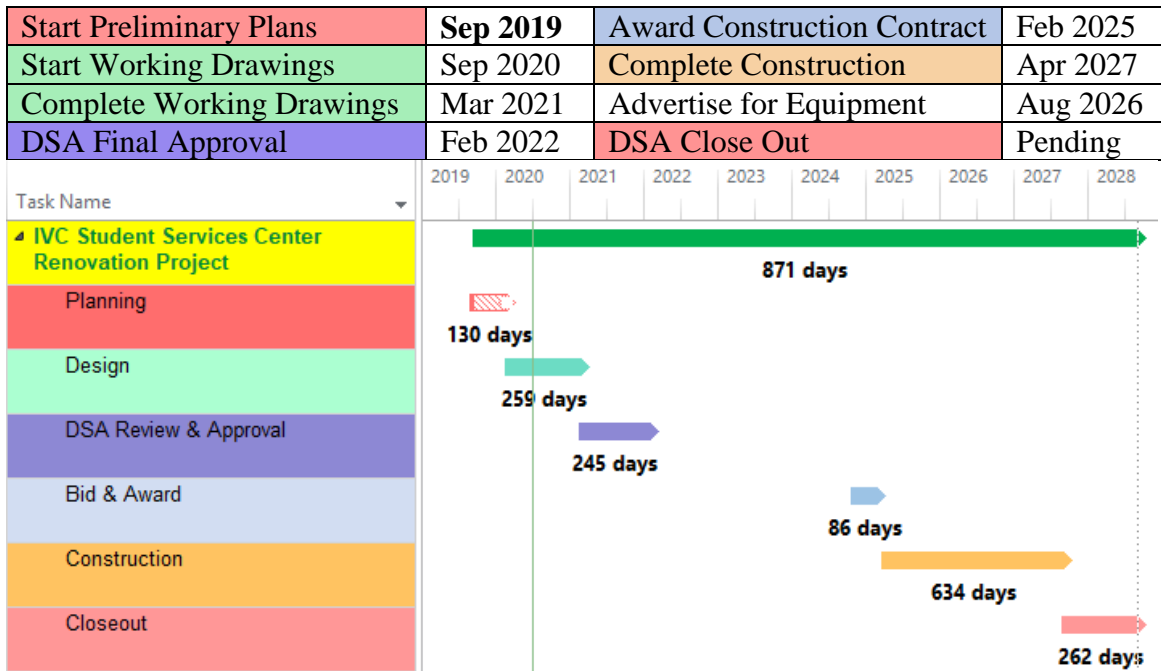 Start Preliminary Plans Sep 2019 Award Construction Contract Feb 2025
Start Working Drawings Sep 2020 Complete Construction Apr 2027
Complete Working Drawings Mar 2021 Advertise for Equipment Aug 2026
DSA Final Approval Feb 2022 DSA Close Out Pending
Task Name 2019 2020 2021 2022 2023 2024 2025 2026 2027 2028
IVC Student Services Center
Renovation Project
871 days
Planning
130 days
Design
259 days
DSA Review & Approval
245 days
Bid & Award
86 days
Construction
634 days
Closeout
262 days